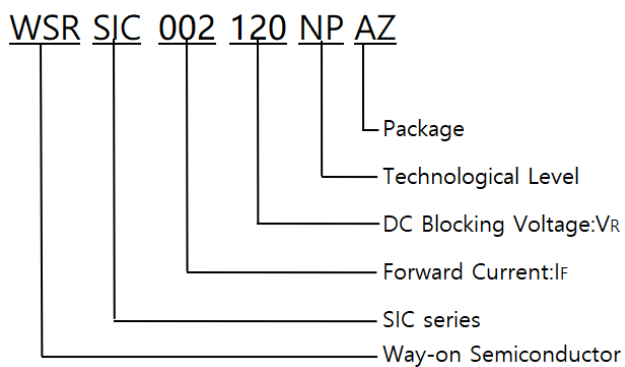 WSR SIC 002 120 NP AZ
Package
Technological Level
DC Blocking Voltage:VR
Forward Current:IF
SIC series
Way-on Semiconductor